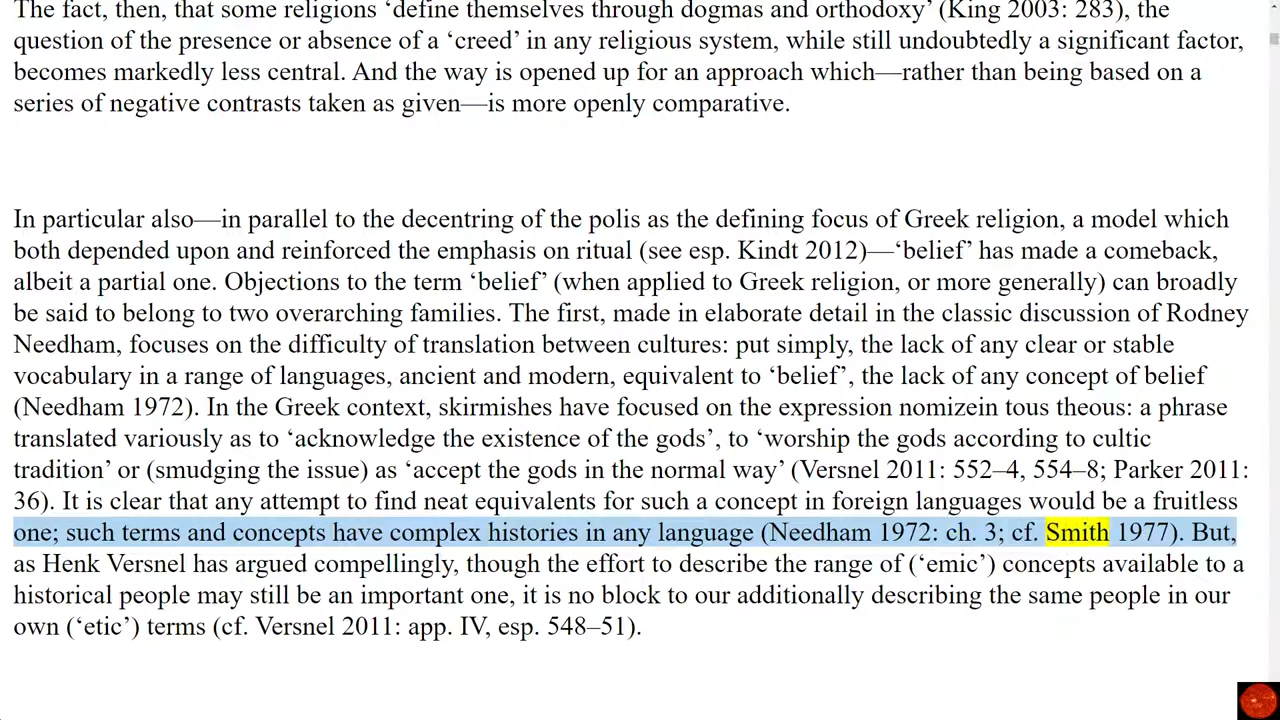 The fact, then, that some religions ‘define themselves through dogmas and orthodoxy’ (King 2003: 283), the
question of the presence or absence of a ‘creed’ in any religious system, while still undoubtedly a significant factor,
becomes markedly less central. And the way is opened up for an approach which—rather than being based on a
series of negative contrasts taken as given—is more openly comparative.
In particular also—in parallel to the decentring of the polis as the defining focus of Greek religion, a model which
both depended upon and reinforced the emphasis on ritual (see esp. Kindt 2012)—‘belief’ has made a comeback,
albeit a partial one. Objections to the term ‘belief’ (when applied to Greek religion, or more generally) can broadly
be said to belong to two overarching families. The first, made in elaborate detail in the classic discussion of Rodney
Needham, focuses on the difficulty of translation between cultures: put simply, the lack of any clear or stable
vocabulary in a range of languages, ancient and modern, equivalent to ‘belief’, the lack of any concept of belief
(Needham 1972). In the Greek context, skirmishes have focused on the expression nomizein tous theous: a phrase
translated variously as to ‘acknowledge the existence of the gods’, to ‘worship the gods according to cultic
tradition’ or (smudging the issue) as ‘accept the gods in the normal way’ (Versnel 2011: 552–4, 554–8; Parker 2011:
36). It is clear that any attempt to find neat equivalents for such a concept in foreign languages would be a fruitless
one; such terms and concepts have complex histories in any language (Needham 1972: ch. 3; cf. Smith 1977). But,
as Henk Versnel has argued compellingly, though the effort to describe the range of (‘emic’) concepts available to a
historical people may still be an important one, it is no block to our additionally describing the same people in our
own (‘etic’) terms (cf. Versnel 2011: app. IV, esp. 548–51).